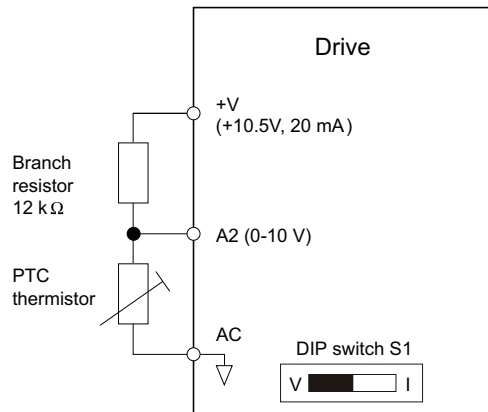 Drive
+V
(+10.5V, 20 mA)
Branch
resistor
12 kΩ
A2 (0-10 V)
PTC
thermistor
AC
DIP switch S1
V I